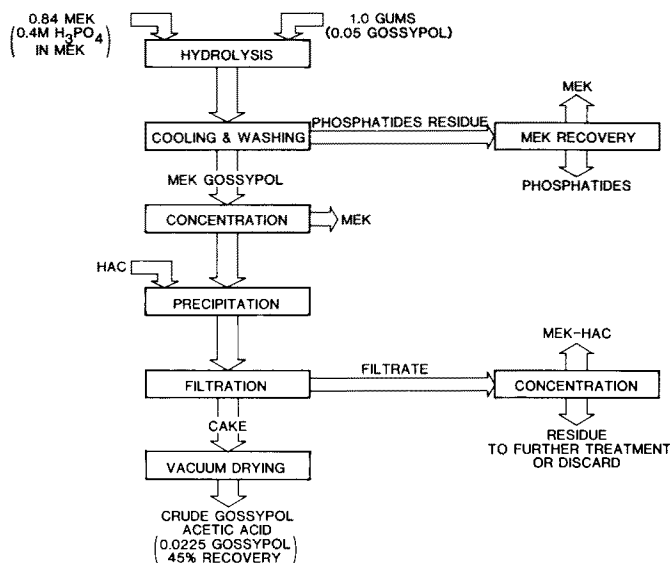 0.84 MEK
(0.4M H₃PO₄)
IN MEK
1.0 GUMS
(0.05 GOSSYPOL)
HYDROLYSIS
COOLING & WASHING
PHOSPHATIDES RESIDUE
MEK
MEK RECOVERY
PHOSPHATIDES
MEK GOSSYPOL
CONCENTRATION
MEK
HAC
PRECIPITATION
FILTRATION
FILTRATE
MEK-HAC
CONCENTRATION
RESIDUE
TO FURTHER TREATMENT
OR DISCARD
CAKE
VACUUM DRYING
CRUDE GOSSYPOL
ACETIC ACID
(0.0225 GOSSYPOL
45% RECOVERY)